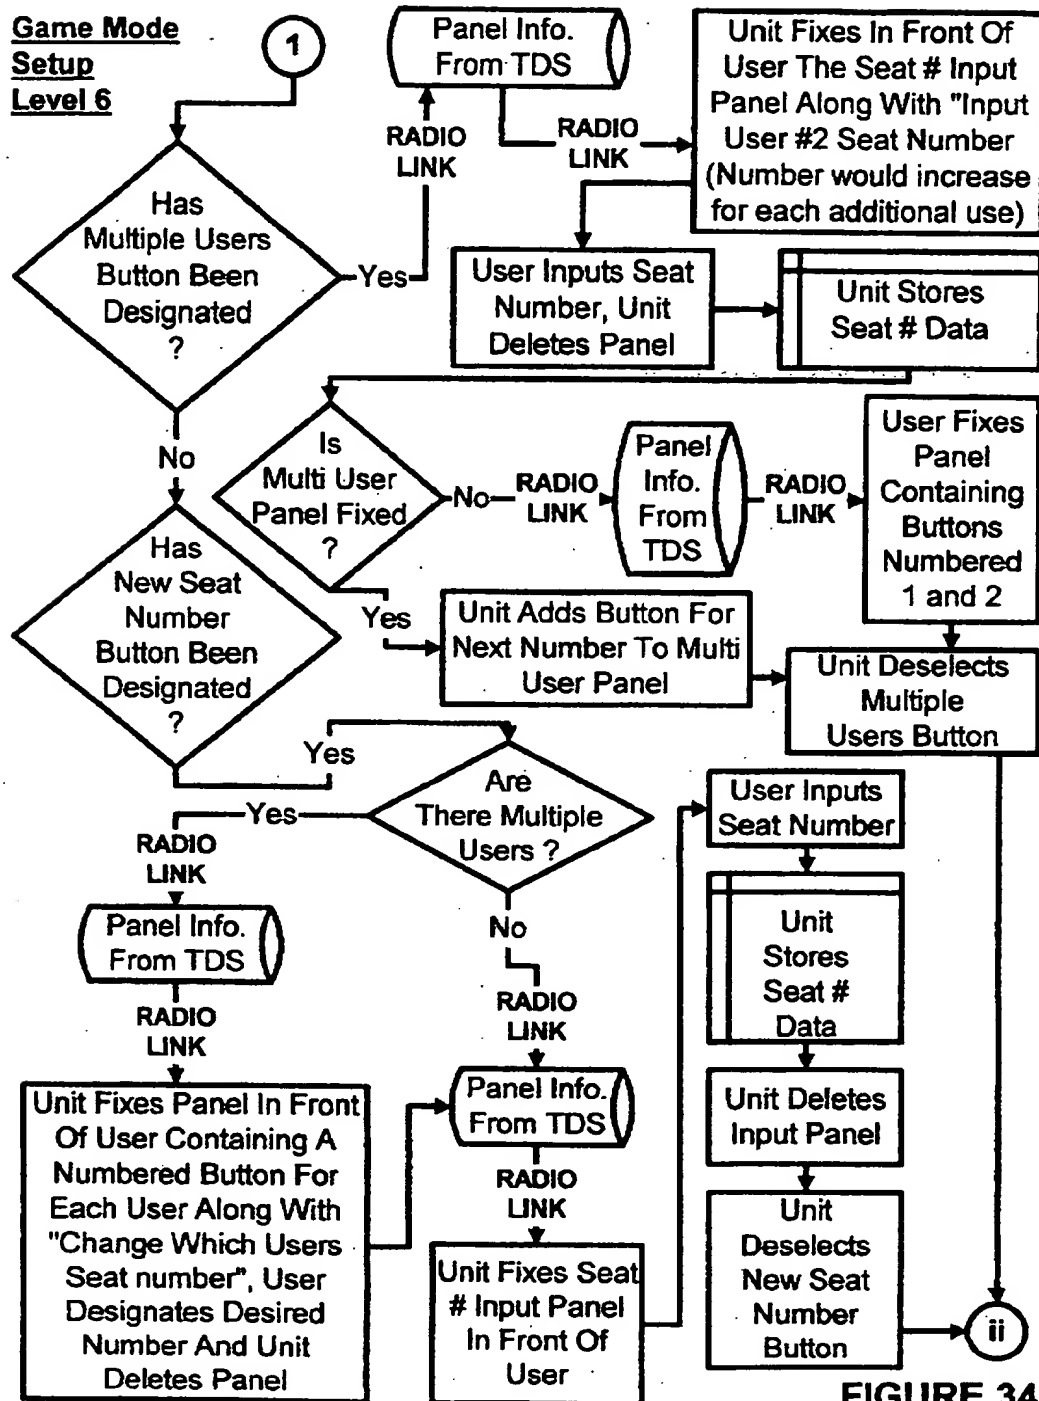 Game Mode
Setup
Level 6
1
Panel Info.
From TDS
Unit Fixes In Front Of
User The Seat # Input
Panel Along With "Input
User #2 Seat Number
(Number would increase
for each additional use)
RADIO
LINK
RADIO
LINK
Has
Multiple Users
Button Been
Designated
?
Yes
User Inputs Seat
Number, Unit
Deletes Panel
Unit Stores
Seat # Data
No
Is
Multi User
Panel Fixed
?
No
RADIO
LINK
Panel
Info.
From
TDS
RADIO
LINK
User Fixes
Panel
Containing
Buttons
Numbered
1 and 2
Has
New Seat
Number
Button Been
Designated
?
Yes
Unit Adds Button For
Next Number To Multi
User Panel
Unit Deselects
Multiple
Users Button
Yes
Are
There Multiple
Users ?
Yes
RADIO
LINK
Panel Info.
From TDS
RADIO
LINK
No
RADIO
LINK
Panel Info.
From TDS
RADIO
LINK
User Inputs
Seat Number
Unit
Stores
Seat #
Data
Unit Deletes
Input Panel
Unit
Deselects
New Seat
Number
Button
ii
Unit Fixes Panel In Front
Of User Containing A
Numbered Button For
Each User Along With
"Change Which Users
Seat number", User
Designates Desired
Number And Unit
Deletes Panel
Unit Fixes Seat
# Input Panel
In Front Of
User
FIGURE 34